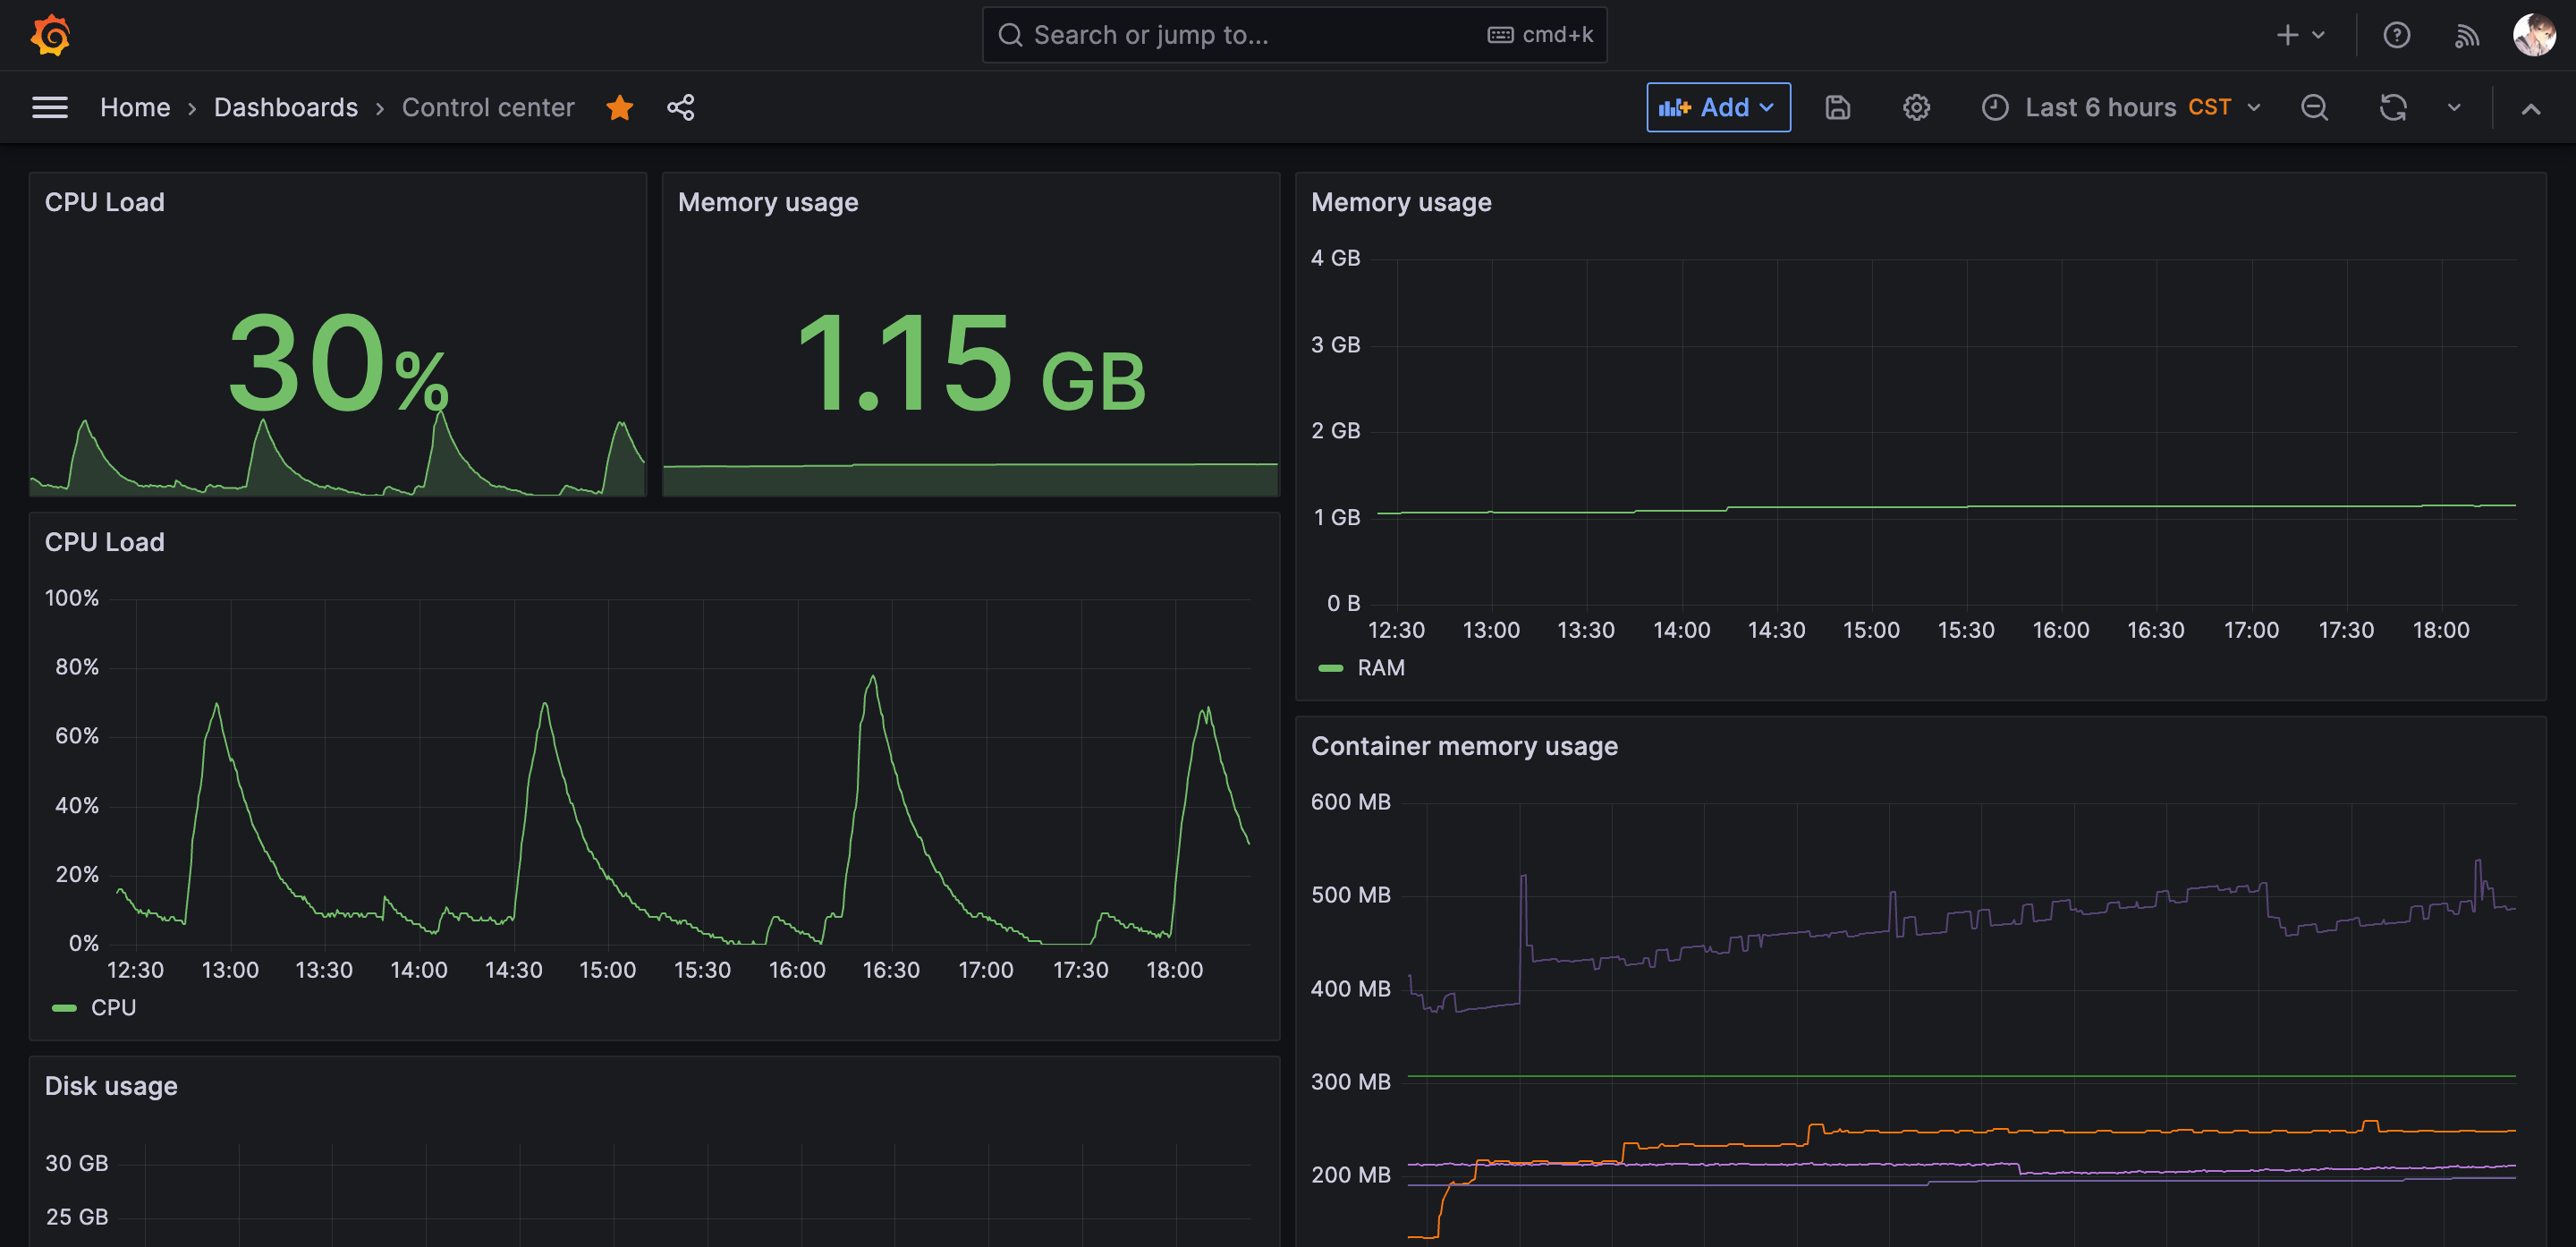 Search or jump to... cmd+k
Home > Dashboards > Control center
Add
Last 6 hours CST
CPU Load
30%
Memory usage
1.15 GB
Memory usage
4 GB
3 GB
2 GB
1 GB
0 B
12:30 13:00 13:30 14:00 14:30 15:00 15:30 16:00 16:30 17:00 17:30 18:00
RAM
CPU Load
100%
80%
60%
40%
20%
0%
12:30 13:00 13:30 14:00 14:30 15:00 15:30 16:00 16:30 17:00 17:30 18:00
CPU
Container memory usage
600 MB
500 MB
400 MB
300 MB
200 MB
Disk usage
30 GB
25 GB